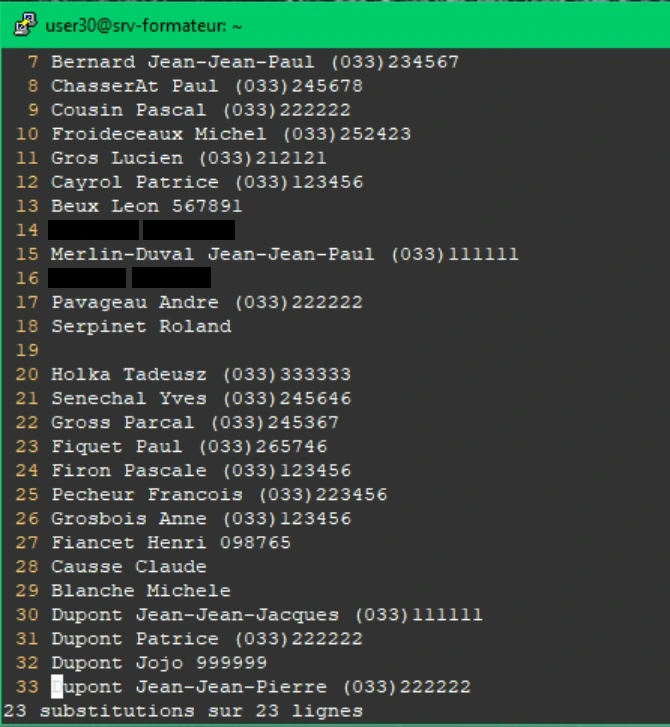 user30@srv-formateur: ~
7 Bernard Jean-Jean-Paul (033)234567
8 ChasserAt Paul (033)245678
9 Cousin Pascal (033)222222
10 Froideceaux Michel (033)252423
11 Gros Lucien (033)212121
12 Cayrol Patrice (033)123456
13 Beux Leon 567891
14
15 Merlin-Duval Jean-Jean-Paul (033)111111
16
17 Pavageau Andre (033)222222
18 Serpinet Roland
19
20 Holka Tadeusz (033)333333
21 Senechal Yves (033)245646
22 Gross Parcal (033)245367
23 Fiquet Paul (033)265746
24 Firon Pascale (033)123456
25 Pecheur Francois (033)223456
26 Grosbois Anne (033)123456
27 Fiancet Henri 098765
28 Causse Claude
29 Blanche Michele
30 Dupont Jean-Jean-Jacques (033)111111
31 Dupont Patrice (033)222222
32 Dupont Jojo 999999
33 Dupont Jean-Jean-Pierre (033)222222
23 substitutions sur 23 lignes